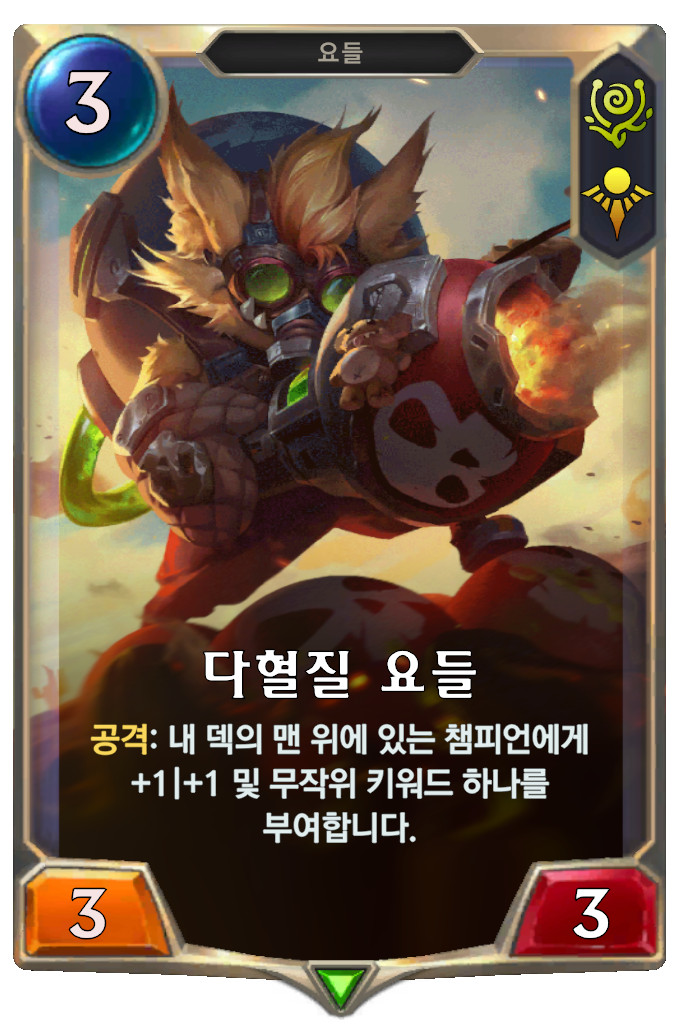 요들
3
다혈질 요들
공격: 내 덱의 맨 위에 있는 챔피언에게
+1|+1 및 무작위 키워드 하나를
부여합니다.
3
3